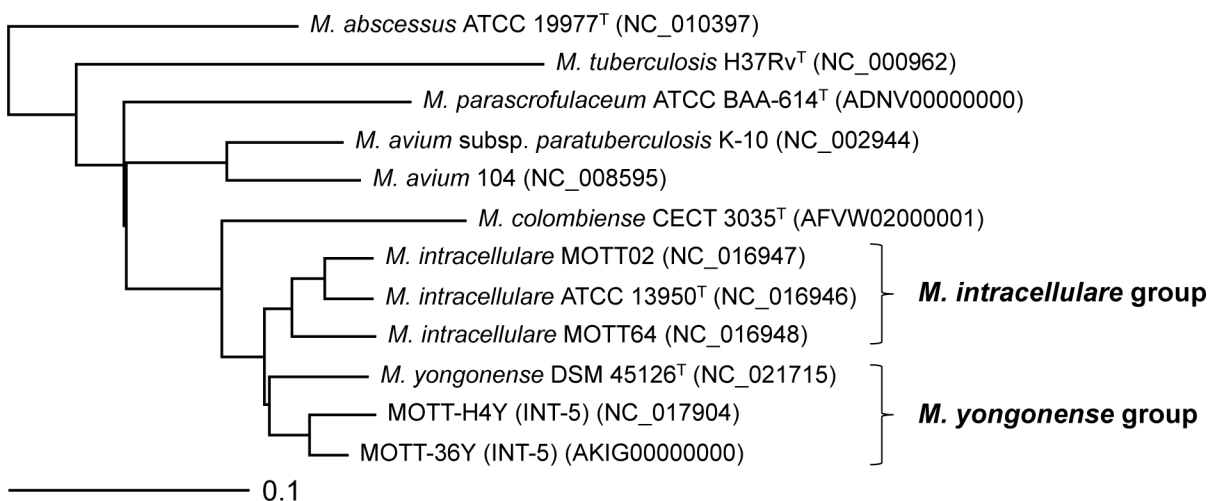 M. abscessus ATCC 19977ᵀ (NC_010397)
M. tuberculosis H37Rvᵀ (NC_000962)
M. parascrofulaceum ATCC BAA-614ᵀ (ADNV00000000)
M. avium subsp. paratuberculosis K-10 (NC_002944)
M. avium 104 (NC_008595)
M. colombiense CECT 3035ᵀ (AFVW02000001)
M. intracellulare MOTT02 (NC_016947)
M. intracellulare ATCC 13950ᵀ (NC_016946)
M. intracellulare group
M. intracellulare MOTT64 (NC_016948)
M. yongonense DSM 45126ᵀ (NC_021715)
MOTT-H4Y (INT-5) (NC_017904)
M. yongonense group
MOTT-36Y (INT-5) (AKIG00000000)
0.1